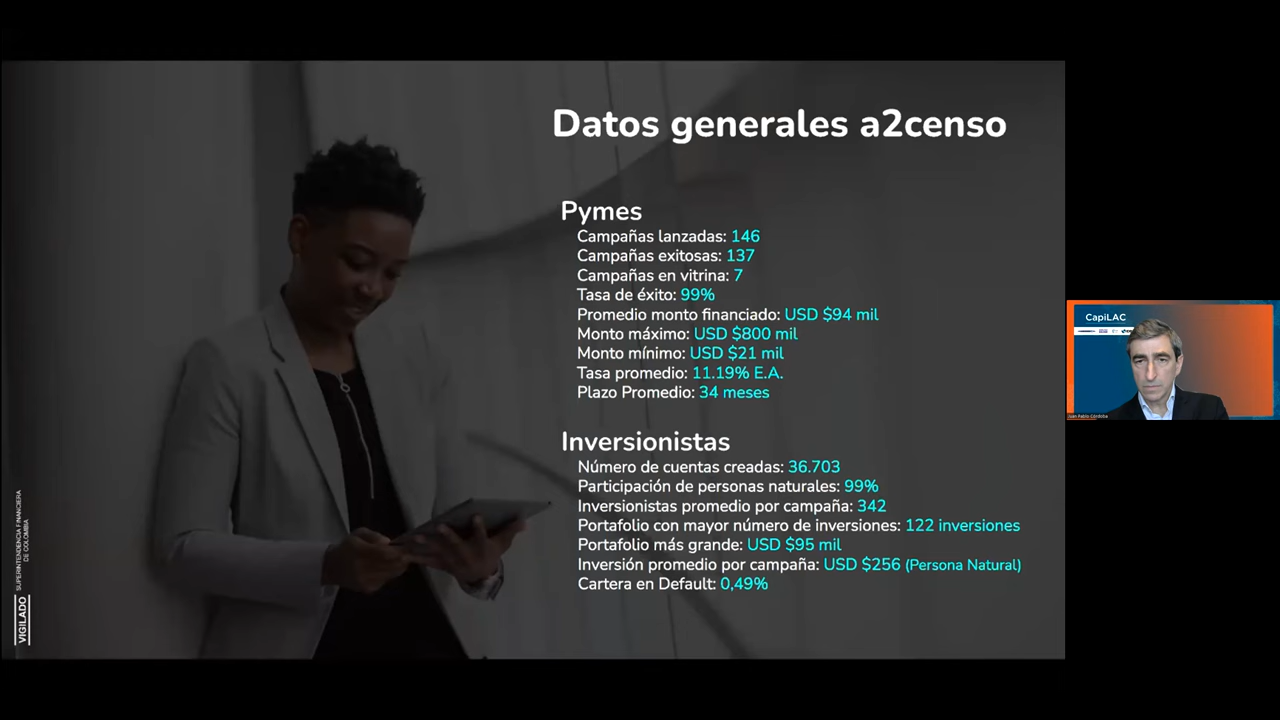 Datos generales a2censo
Pymes
Campañas lanzadas: 146
Campañas exitosas: 137
Campañas en vitrina: 7
Tasa de éxito: 99%
Promedio monto financiado: USD $94 mil
Monto máximo: USD $800 mil
Monto mínimo: USD $21 mil
Tasa promedio: 11.19% E.A.
Plazo Promedio: 34 meses
Inversionistas
Número de cuentas creadas: 36.703
Participación de personas naturales: 99%
Inversionistas promedio por campaña: 342
Portafolio con mayor número de inversiones: 122 inversiones
Portafolio más grande: USD $95 mil
Inversión promedio por campaña: USD $256 (Persona Natural)
Cartera en Default: 0,49%
VIGILADO
SUPERINTENDENCIA FINANCIERA
DE COLOMBIA
CapiLAC
Juan Pablo Córdoba